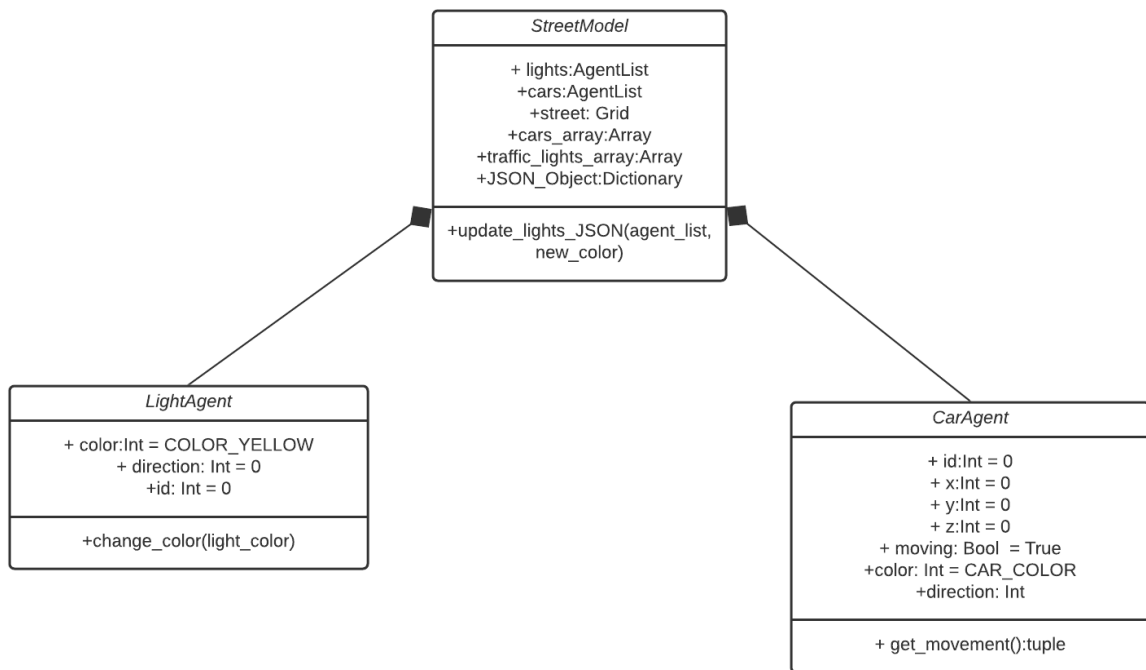 StreetModel
+ lights:AgentList
+cars:AgentList
+street: Grid
+cars_array:Array
+traffic_lights_array:Array
+JSON_Object:Dictionary
+update_lights_JSON(agent_list,
new_color)
LightAgent
+ color:Int = COLOR_YELLOW
+ direction: Int = 0
+id: Int = 0
+change_color(light_color)
CarAgent
+ id:Int = 0
+ x:Int = 0
+ y:Int = 0
+ z:Int = 0
+ moving: Bool  = True
+color: Int = CAR_COLOR
+direction: Int
+ get_movement():tuple